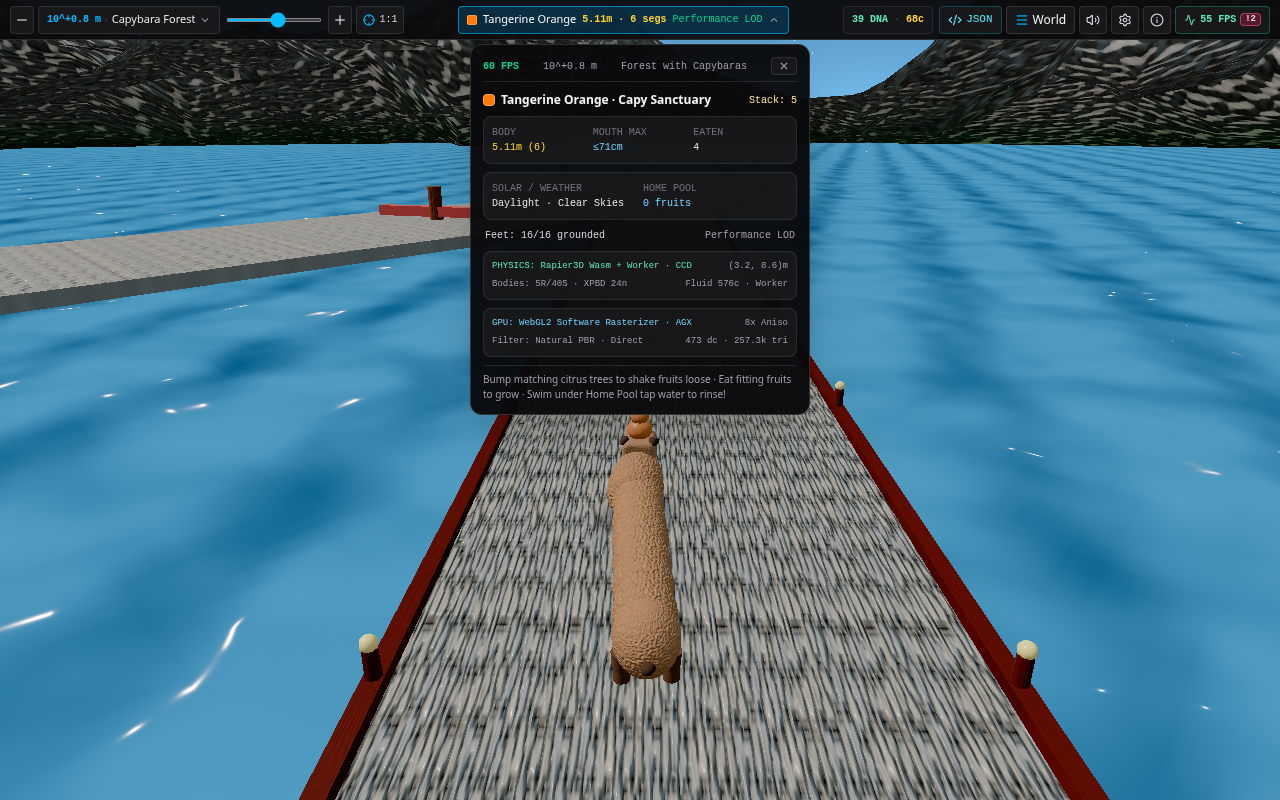 10^+0.8 m · Capybara Forest
1:1
Tangerine Orange 5.11m · 6 segs Performance LOD
39 DNA · 68c
JSON
World
55 FPS !2
60 FPS 10^+0.8 m Forest with Capybaras
Tangerine Orange · Capy Sanctuary Stack: 5
BODY MOUTH MAX EATEN
5.11m (6) ≤71cm 4
SOLAR / WEATHER HOME POOL
Daylight · Clear Skies 0 fruits
Feet: 16/16 grounded Performance LOD
PHYSICS: Rapier3D Wasm + Worker · CCD (3.2, 8.6)m
Bodies: 5R/40S · XPBD 24n Fluid 576c · Worker
GPU: WebGL2 Software Rasterizer · AGX 8x Aniso
Filter: Natural PBR · Direct 473 dc · 257.3k tri
Bump matching citrus trees to shake fruits loose · Eat fitting fruits
to grow · Swim under Home Pool tap water to rinse!